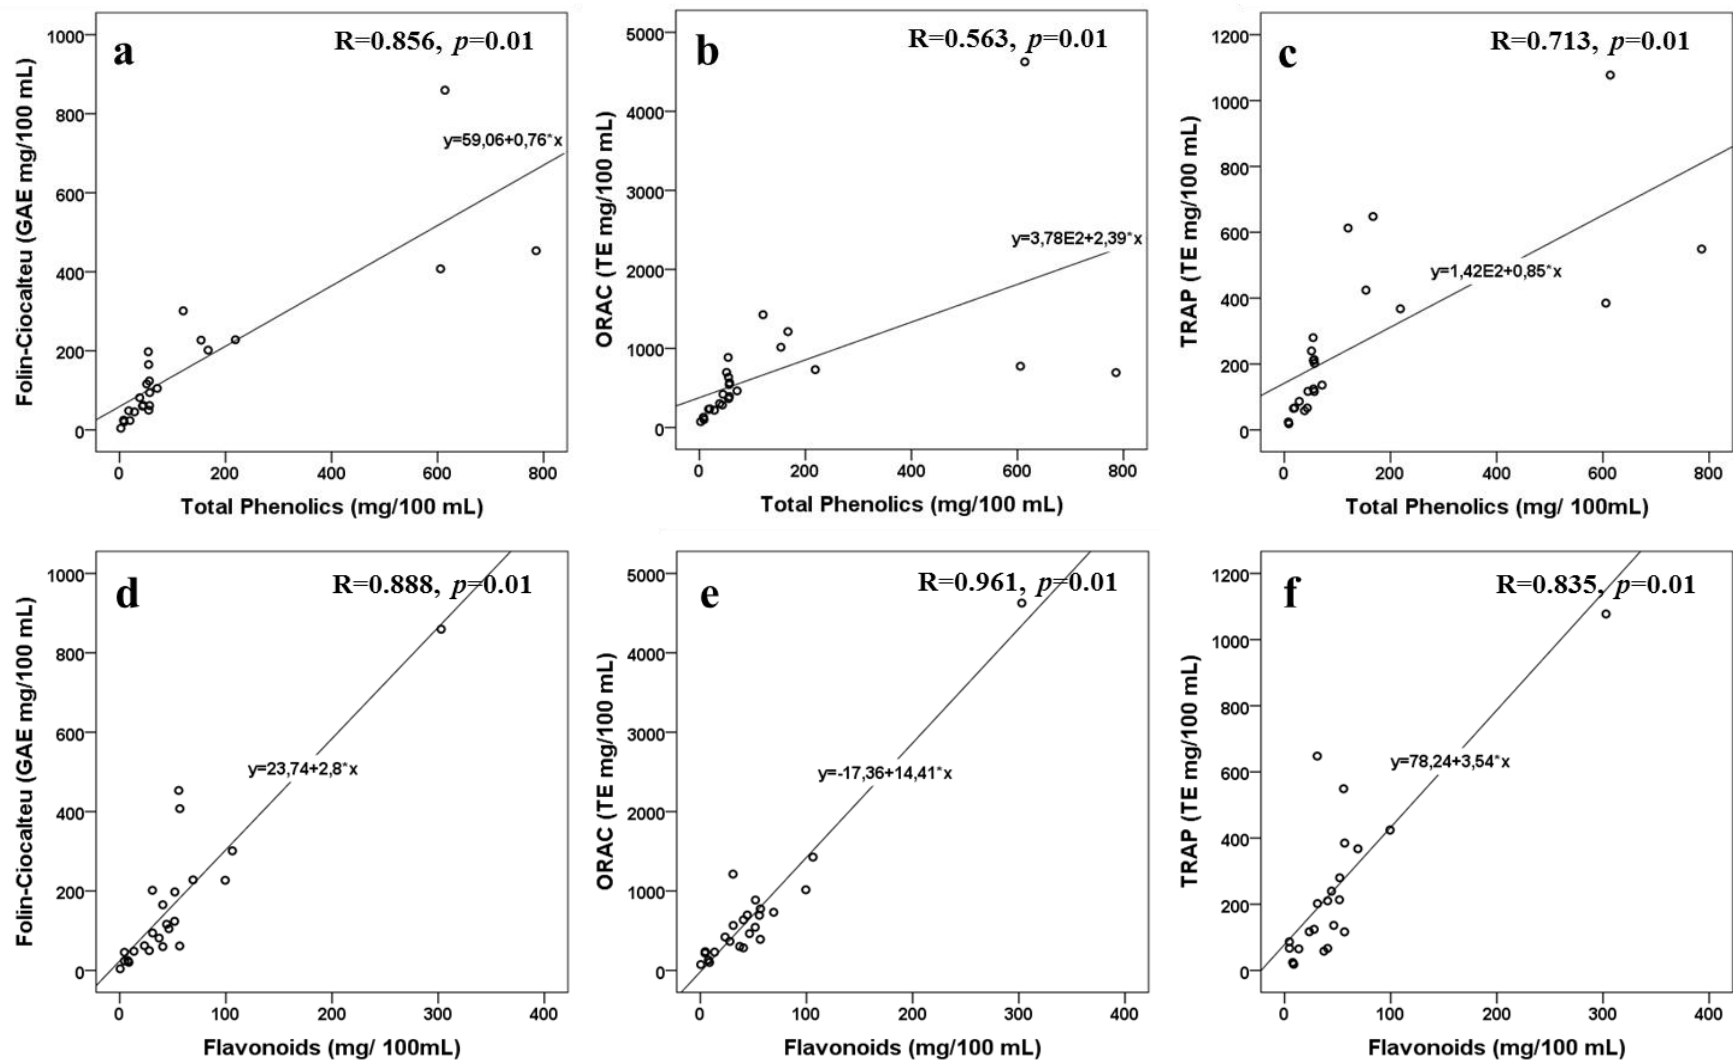 a
R=0.856, p=0.01
Folin-Ciocalteu (GAE mg/100 mL)
1000
800
600
400
200
0
y=59,06+0,76*x
0 200 400 600 800
Total Phenolics (mg/100 mL)
b
R=0.563, p=0.01
ORAC (TE mg/100 mL)
5000
4000
3000
2000
1000
0
y=3,78E2+2,39*x
0 200 400 600 800
Total Phenolics (mg/100 mL)
c
R=0.713, p=0.01
TRAP (TE mg/100 mL)
1200
1000
800
600
400
200
0
y=1,42E2+0,85*x
0 200 400 600 800
Total Phenolics (mg/ 100mL)
d
R=0.888, p=0.01
Folin-Ciocalteu (GAE mg/100 mL)
1000
800
600
400
200
0
y=23,74+2,8*x
0 100 200 300 400
Flavonoids (mg/ 100mL)
e
R=0.961, p=0.01
ORAC (TE mg/100 mL)
5000
4000
3000
2000
1000
0
y=-17,36+14,41*x
0 100 200 300 400
Flavonoids (mg/100 mL)
f
R=0.835, p=0.01
TRAP (TE mg/100 mL)
1200
1000
800
600
400
200
0
y=78,24+3,54*x
0 100 200 300 400
Flavonoids (mg/100 mL)